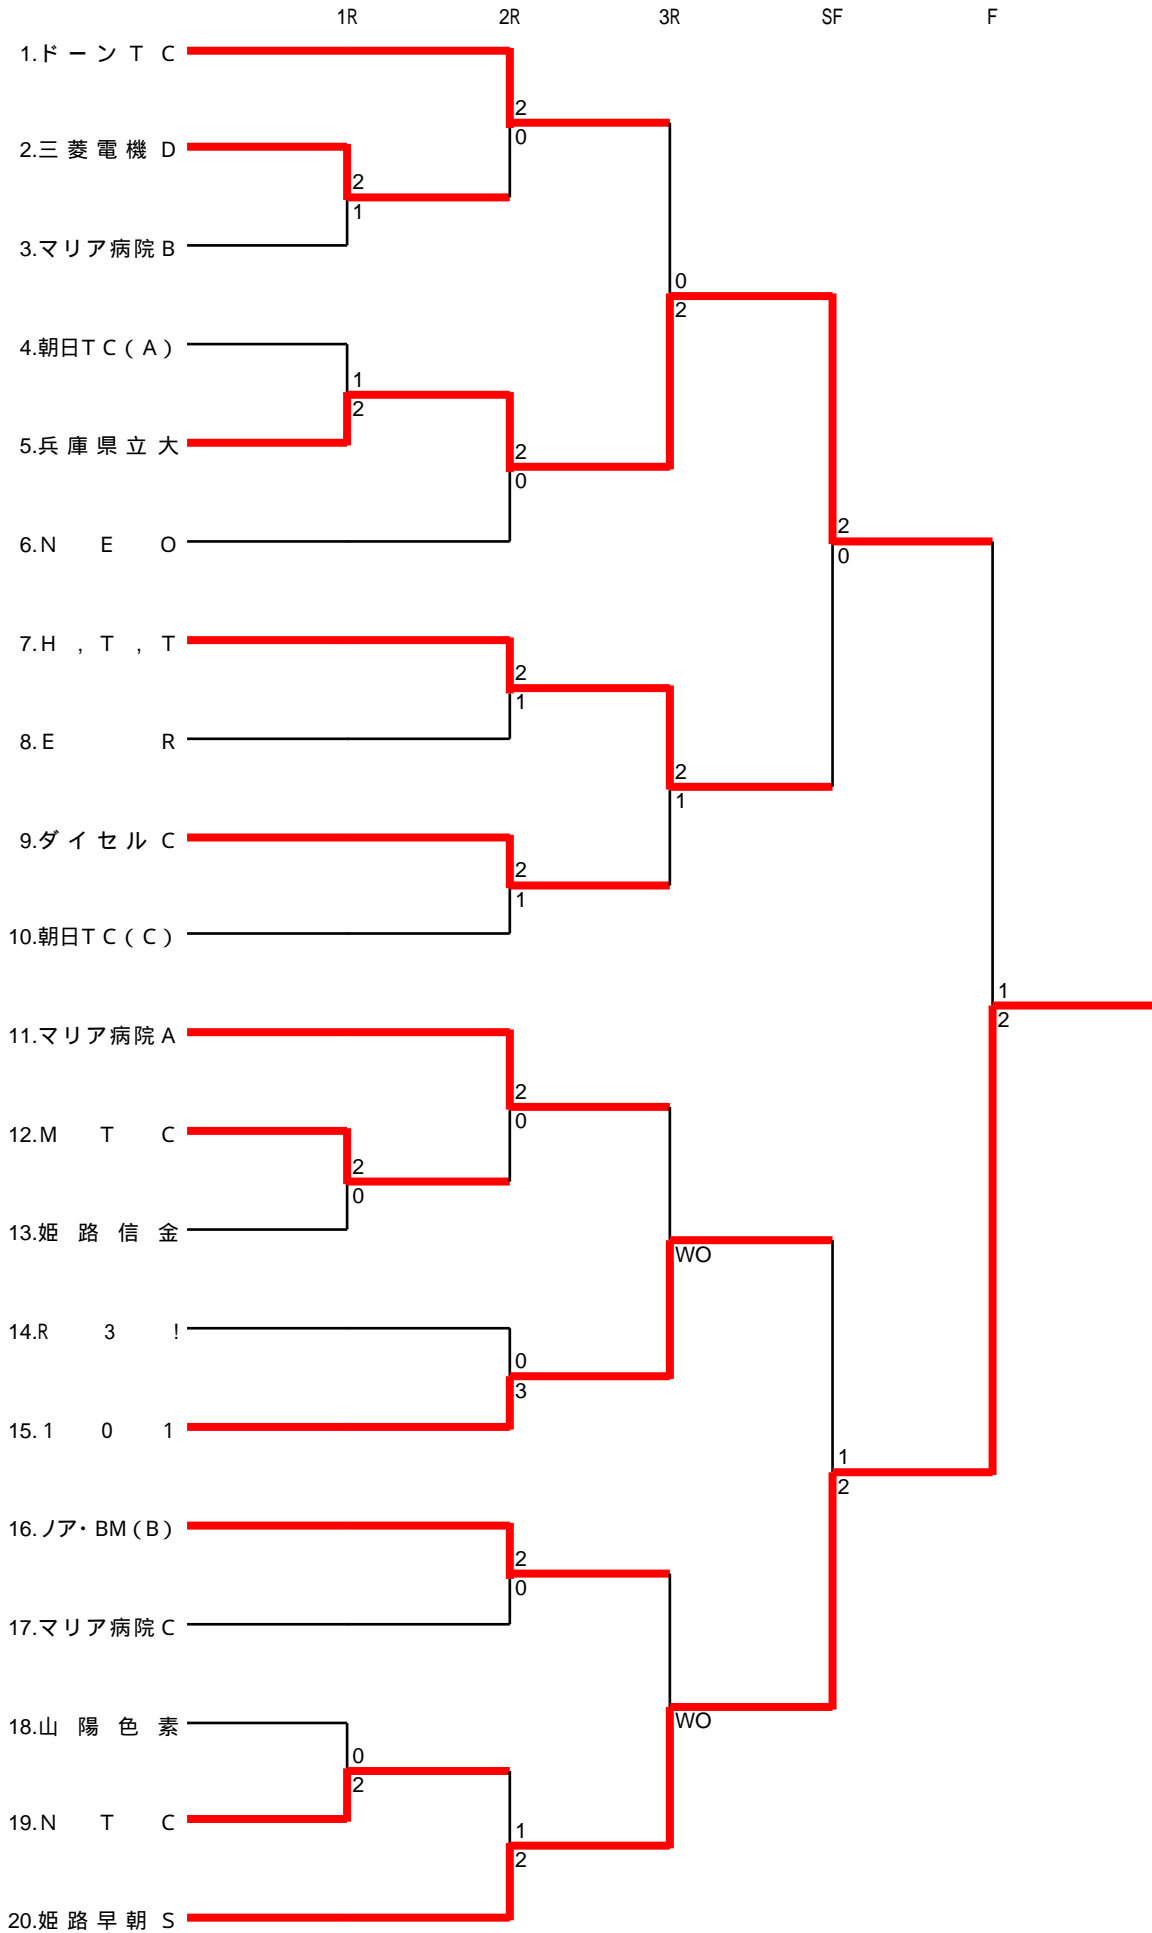 1R 2R 3R SF F
1.ドーンTC
2
0
2.三菱電機D
2
1
3.マリア病院B
0
2
4.朝日TC(A)
1
2
5.兵庫県立大
2
0
6.NEO
2
0
7.H,T,T
2
1
8.ER
2
1
9.ダイセルC
2
1
10.朝日TC(C)
1
2
11.マリア病院A
2
0
12.MTC
2
0
13.姫路信金
WO
14.R3!
0
3
15.101
1
2
16.ノア・BM(B)
2
0
17.マリア病院C
WO
18.山陽色素
0
2
19.NTC
1
2
20.姫路早朝S